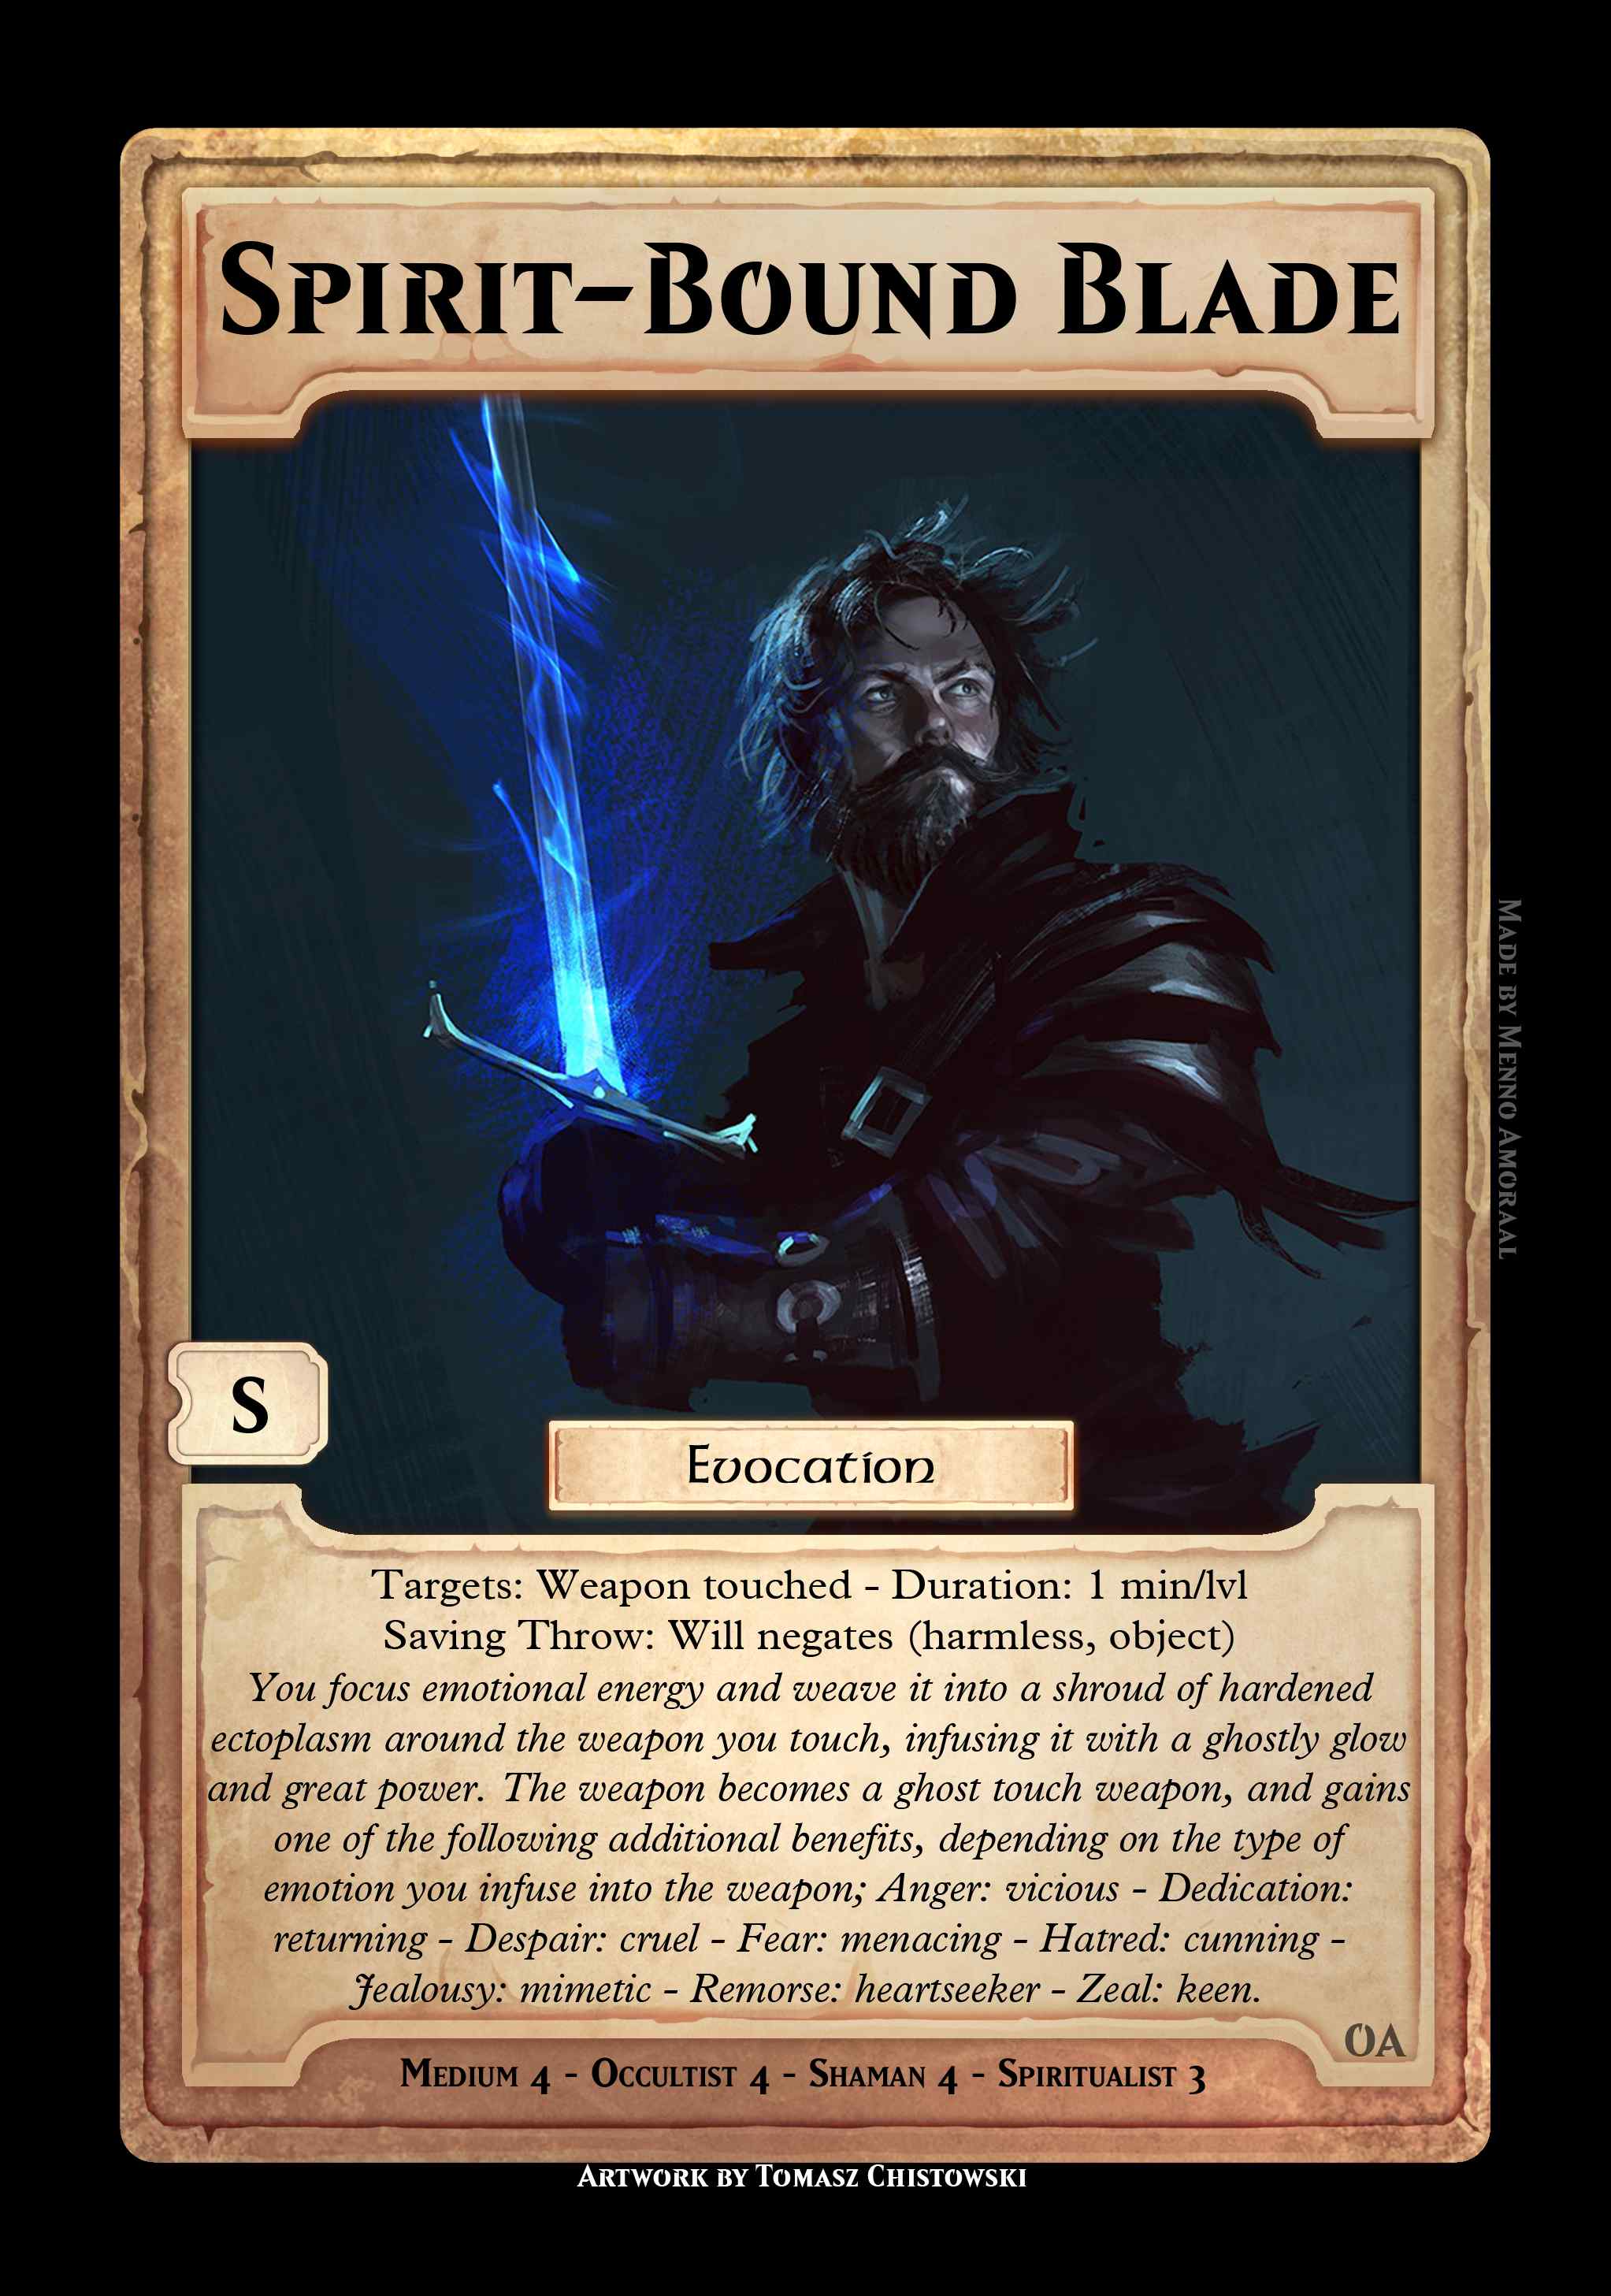 Spirit-Bound Blade
S
Evocation
Targets: Weapon touched - Duration: 1 min/lvl
Saving Throw: Will negates (harmless, object)
You focus emotional energy and weave it into a shroud of hardened
ectoplasm around the weapon you touch, infusing it with a ghostly glow
and great power. The weapon becomes a ghost touch weapon, and gains
one of the following additional benefits, depending on the type of
emotion you infuse into the weapon; Anger: vicious - Dedication:
returning - Despair: cruel - Fear: menacing - Hatred: cunning -
Jealousy: mimetic - Remorse: heartseeker - Zeal: keen.
OA
Medium 4 - Occultist 4 - Shaman 4 - Spiritualist 3
Artwork by Tomasz Chistowski
Made by Menno Amoraal